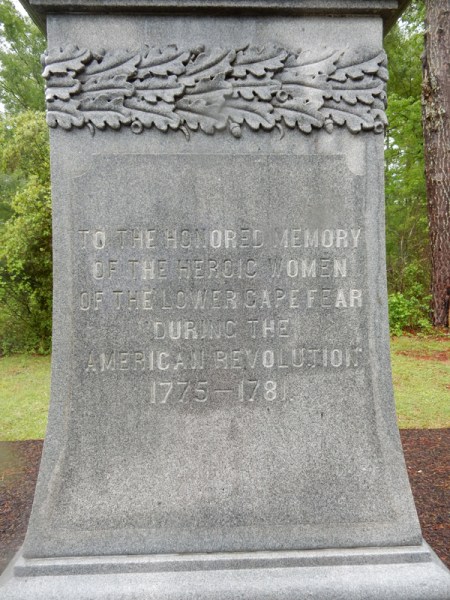 TO THE HONORED MEMORY
OF THE HEROIC WOMEN
OF THE LOWER CAPE FEAR
DURING THE
AMERICAN REVOLUTION
1775–1781.